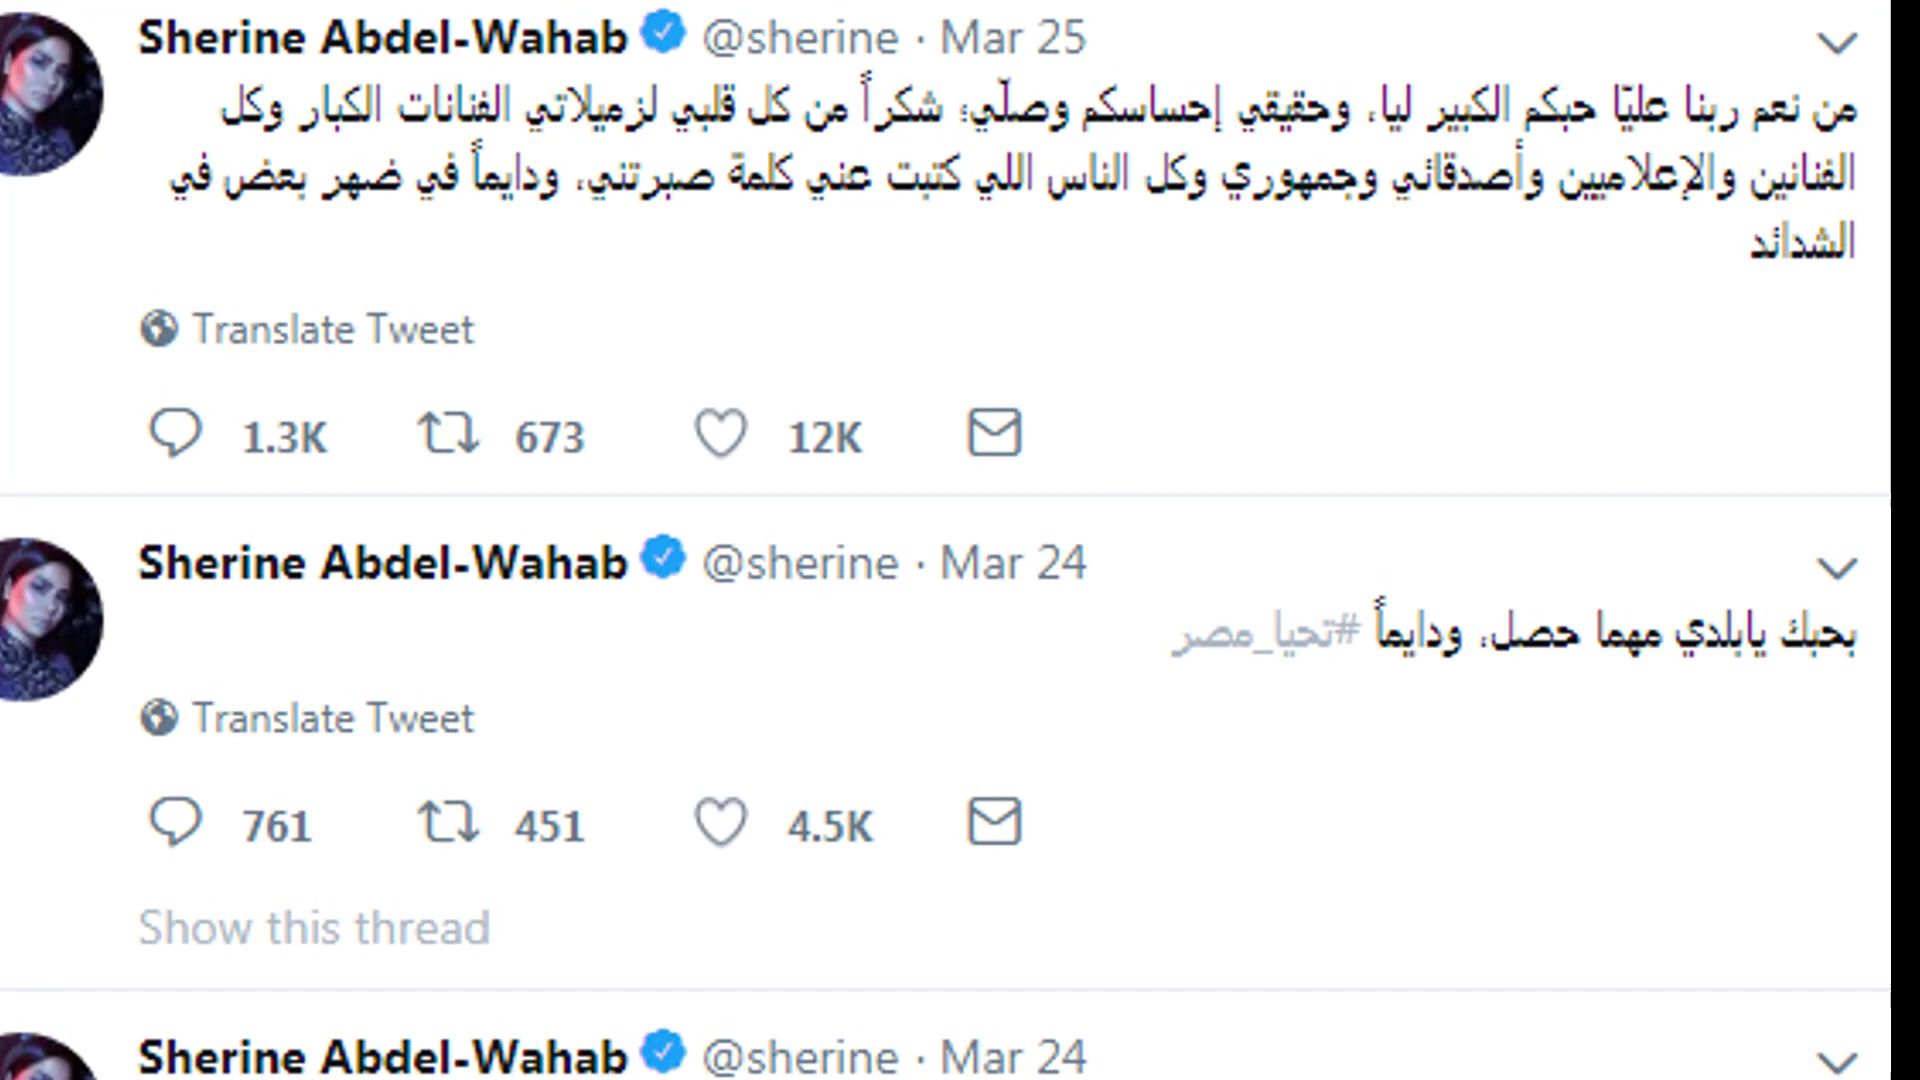 Sherine Abdel-Wahab @sherine · Mar 25
من نعم ربنا عليّا حبكم الكبير ليا، وحقيقي إحساسكم وصلّي؛ شكراً من كل قلبي لزميلاتي الفنانات الكبار وكل
الفنانين والإعلاميين وأصدقائي وجمهوري وكل الناس اللي كتبت عني كلمة صبرتني، ودايماً في ضهر بعض في
الشدائد
Translate Tweet
1.3K 673 12K
Sherine Abdel-Wahab @sherine · Mar 24
بحبك يابلدي مهما حصل، ودايماً #تحيا_مصر
Translate Tweet
761 451 4.5K
Show this thread
Sherine Abdel-Wahab @sherine · Mar 24